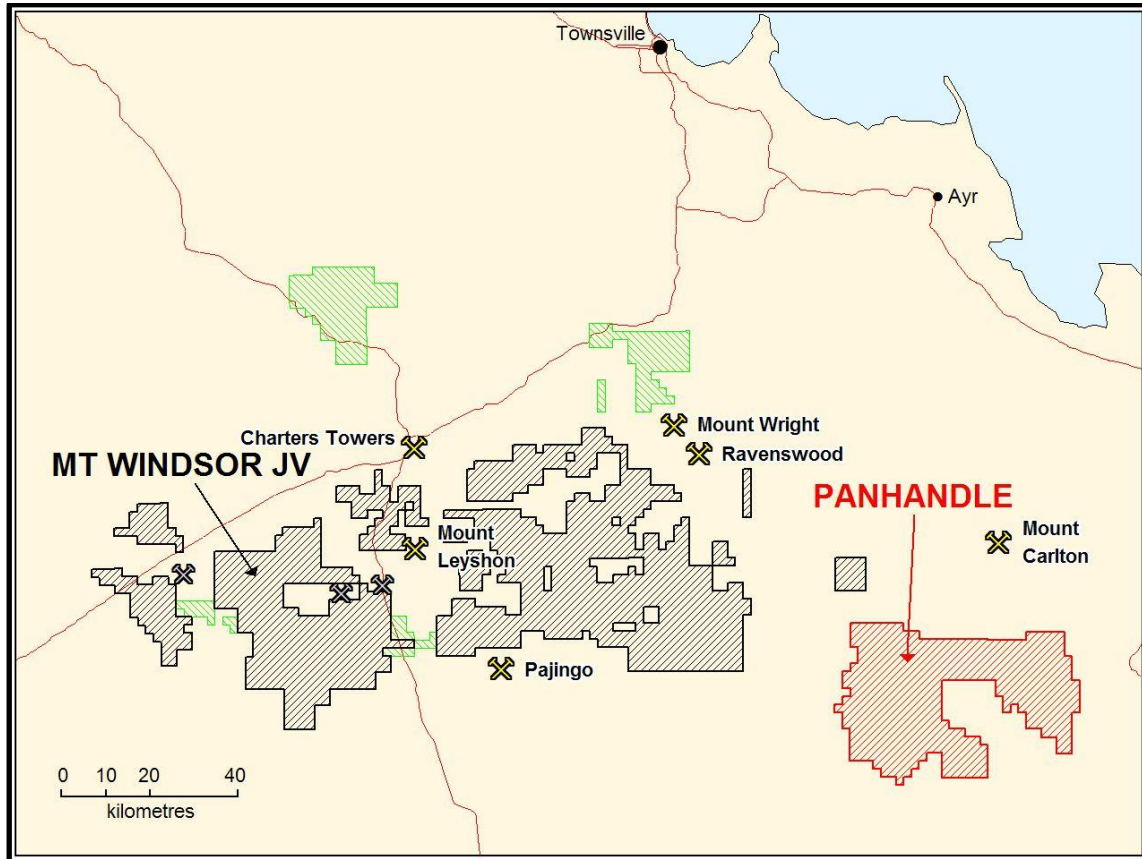 Townsville
Ayr
Mount Wright
Charters Towers
Ravenswood
MT WINDSOR JV
PANHANDLE
Mount
Leyshon
Mount
Carlton
Pajingo
0 10 20 40
kilometres